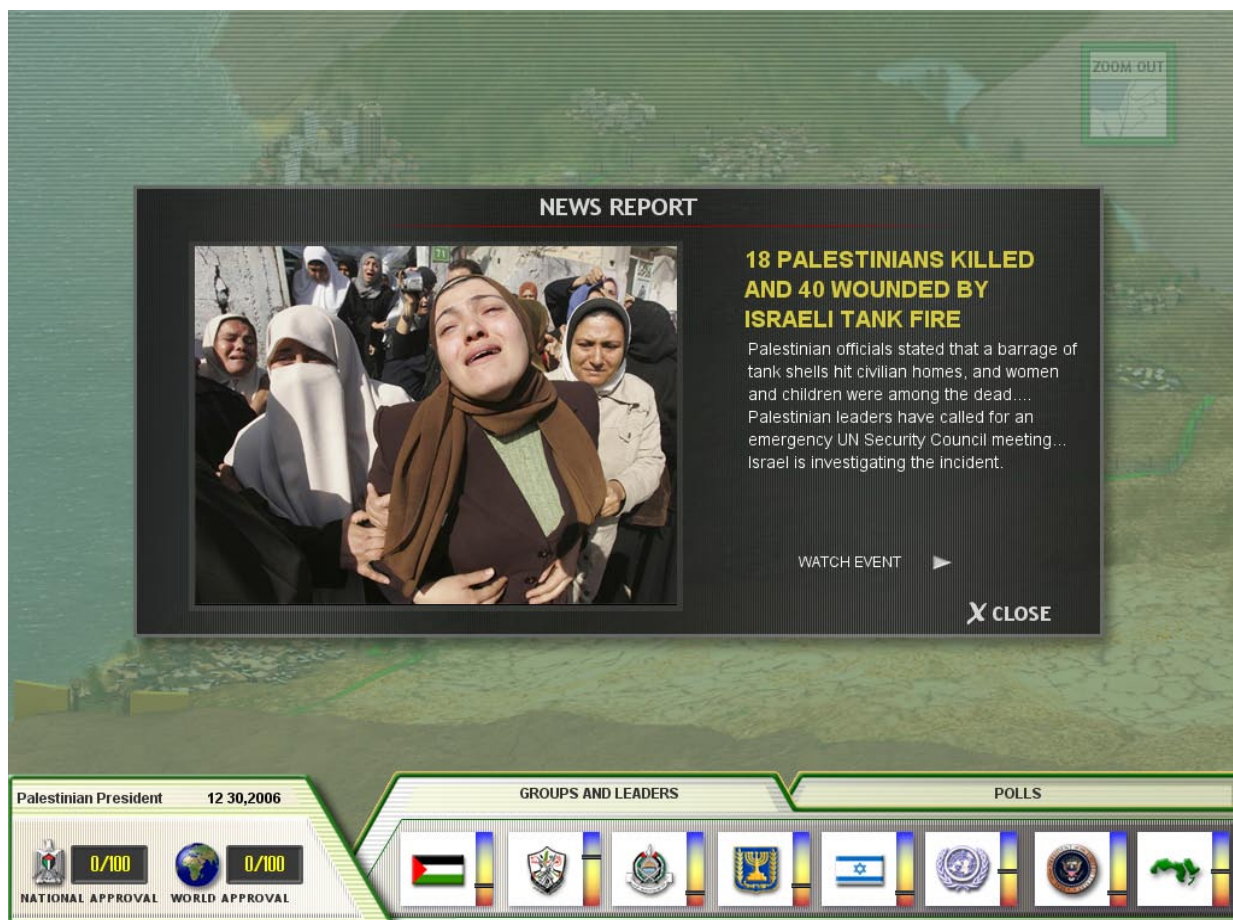 ZOOM OUT
NEWS REPORT
71
18 PALESTINIANS KILLED
AND 40 WOUNDED BY
ISRAELI TANK FIRE
Palestinian officials stated that a barrage of
tank shells hit civilian homes, and women
and children were among the dead....
Palestinian leaders have called for an
emergency UN Security Council meeting...
Israel is investigating the incident.
WATCH EVENT
X CLOSE
Palestinian President 12 30,2006
GROUPS AND LEADERS
POLLS
0/100
0/100
NATIONAL APPROVAL
WORLD APPROVAL